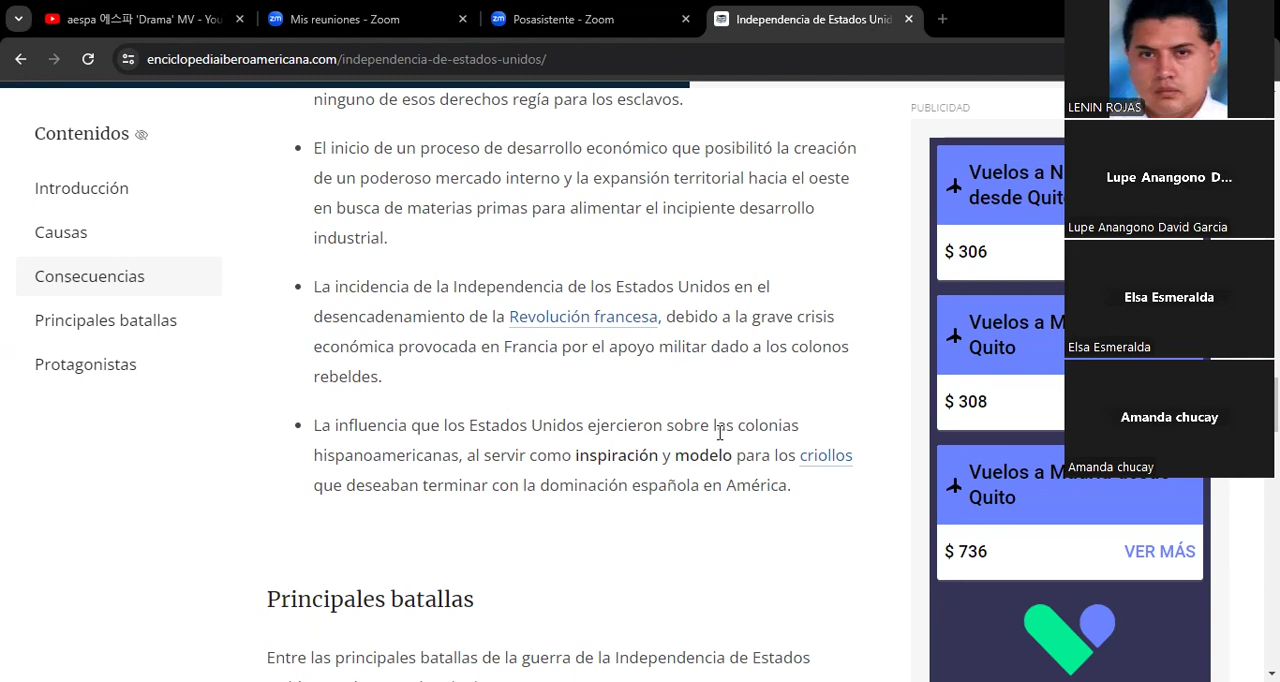 aespa 에스파 'Drama' MV - You
Mis reuniones - Zoom
Posasistente - Zoom
Independencia de Estados Unid
enciclopediaiberoamericana.com/independencia-de-estados-unidos/
Contenidos
Introducción
Causas
Consecuencias
Principales batallas
Protagonistas
ninguno de esos derechos regía para los esclavos.
• El inicio de un proceso de desarrollo económico que posibilitó la creación
de un poderoso mercado interno y la expansión territorial hacia el oeste
en busca de materias primas para alimentar el incipiente desarrollo
industrial.
• La incidencia de la Independencia de los Estados Unidos en el
desencadenamiento de la Revolución francesa, debido a la grave crisis
económica provocada en Francia por el apoyo militar dado a los colonos
rebeldes.
• La influencia que los Estados Unidos ejercieron sobre las colonias
hispanoamericanas, al servir como inspiración y modelo para los criollos
que deseaban terminar con la dominación española en América.
Principales batallas
Entre las principales batallas de la guerra de la Independencia de Estados
PUBLICIDAD
Vuelos a N
desde Quit
$ 306
Vuelos a M
Quito
$ 308
Vuelos a Madrid desde
Quito
$ 736
VER MÁS
LENIN ROJAS
Lupe Anangono D...
Lupe Anangono David Garcia
Elsa Esmeralda
Elsa Esmeralda
Amanda chucay
Amanda chucay